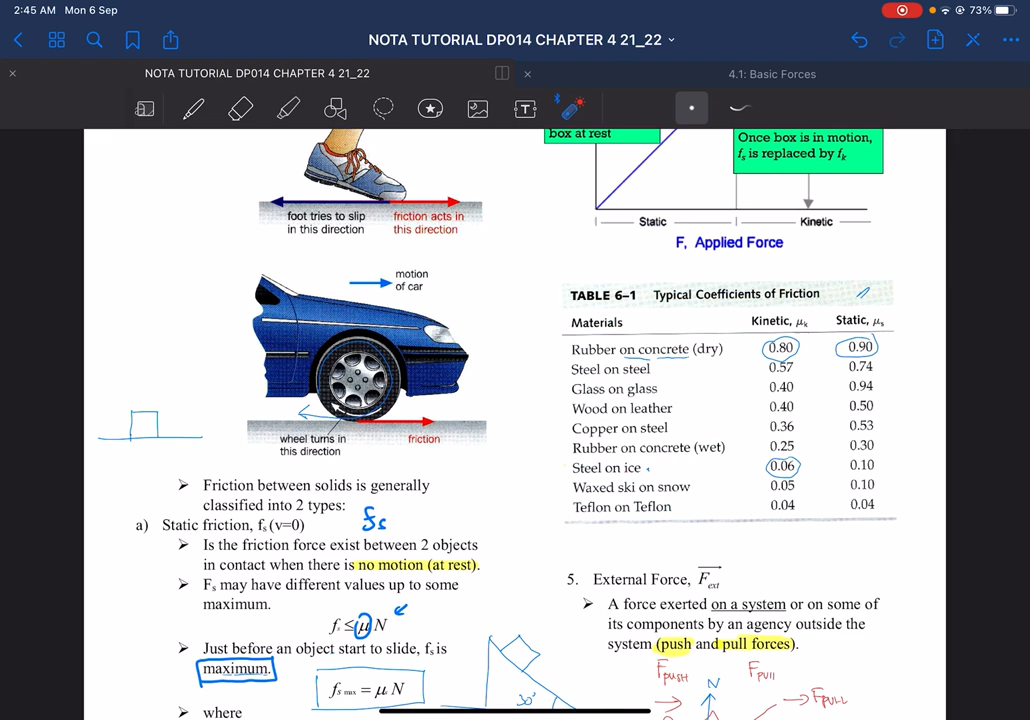 2:45 AM Mon 6 Sep
73%
NOTA TUTORIAL DP014 CHAPTER 4 21_22
NOTA TUTORIAL DP014 CHAPTER 4 21_22
4.1: Basic Forces
foot tries to slip
in this direction
friction acts in
this direction
motion
of car
wheel turns in
this direction
friction
➢ Friction between solids is generally
classified into 2 types:
a) Static friction, fₛ (v=0)
fs
➢ Is the friction force exist between 2 objects
in contact when there is no motion (at rest).
➢ Fₛ may have different values up to some
maximum.
fₛ ≤ μ N
➢ Just before an object start to slide, fₛ is
maximum.
fₛ ₘₐₓ = μ N
➢ where
30°
box at rest
Once box is in motion,
fₛ is replaced by fₖ
Static
Kinetic
F, Applied Force
TABLE 6–1 Typical Coefficients of Friction
Materials Kinetic, μₖ Static, μₛ
Rubber on concrete (dry) 0.80 0.90
Steel on steel 0.57 0.74
Glass on glass 0.40 0.94
Wood on leather 0.40 0.50
Copper on steel 0.36 0.53
Rubber on concrete (wet) 0.25 0.30
Steel on ice 0.06 0.10
Waxed ski on snow 0.05 0.10
Teflon on Teflon 0.04 0.04
5. External Force, F⃗ext
➢ A force exerted on a system or on some of
its components by an agency outside the
system (push and pull forces).
FPUSH
FPUll
N
FPULL